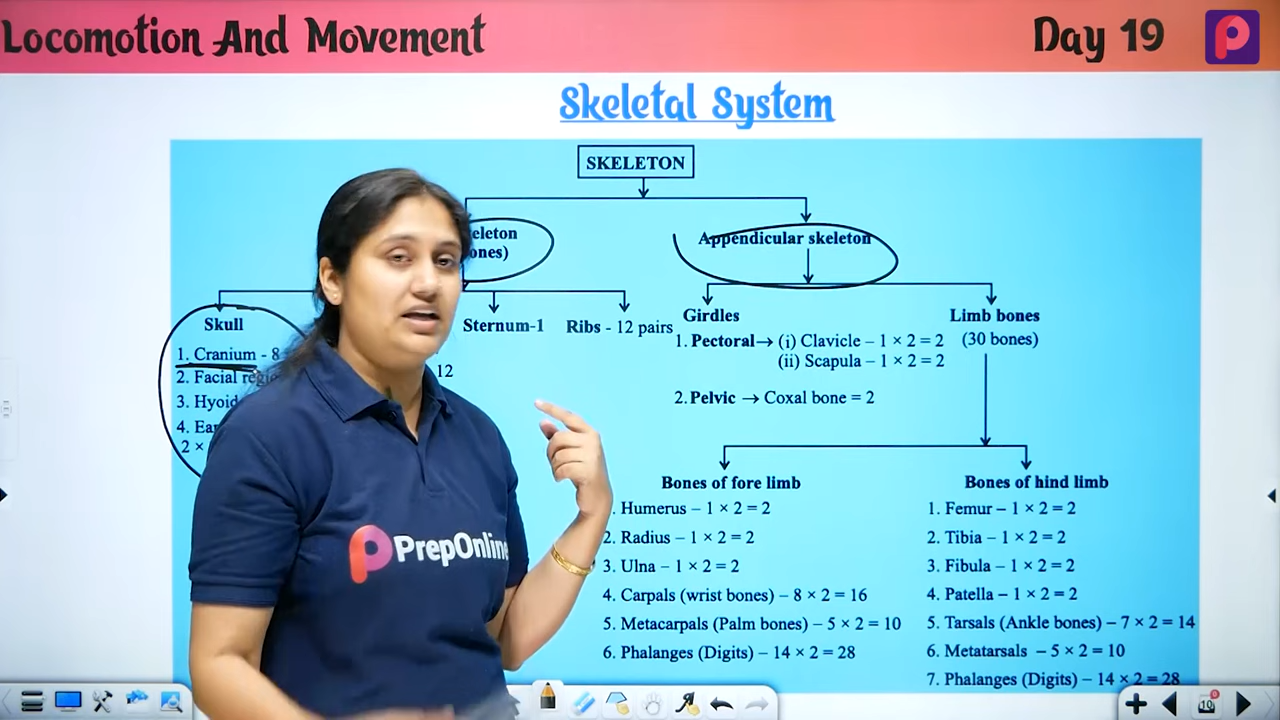 Locomotion And Movement
Day 19
Skeletal System
SKELETON
Appendicular skeleton
Skull
1. Cranium - 8
2. Facial
3. Hyoid
4.
2 ×
12
Sternum-1
Ribs - 12 pairs
Girdles
1. Pectoral→ (i) Clavicle – 1 × 2 = 2
(ii) Scapula – 1 × 2 = 2
2. Pelvic → Coxal bone = 2
Limb bones
(30 bones)
Bones of fore limb
. Humerus – 1 × 2 = 2
2. Radius – 1 × 2 = 2
3. Ulna – 1 × 2 = 2
4. Carpals (wrist bones) – 8 × 2 = 16
5. Metacarpals (Palm bones) – 5 × 2 = 10
6. Phalanges (Digits) – 14 × 2 = 28
Bones of hind limb
1. Femur – 1 × 2 = 2
2. Tibia – 1 × 2 = 2
3. Fibula – 1 × 2 = 2
4. Patella – 1 × 2 = 2
5. Tarsals (Ankle bones) – 7 × 2 = 14
6. Metatarsals – 5 × 2 = 10
7. Phalanges (Digits) – 14 × 2 = 28
PrepOnline